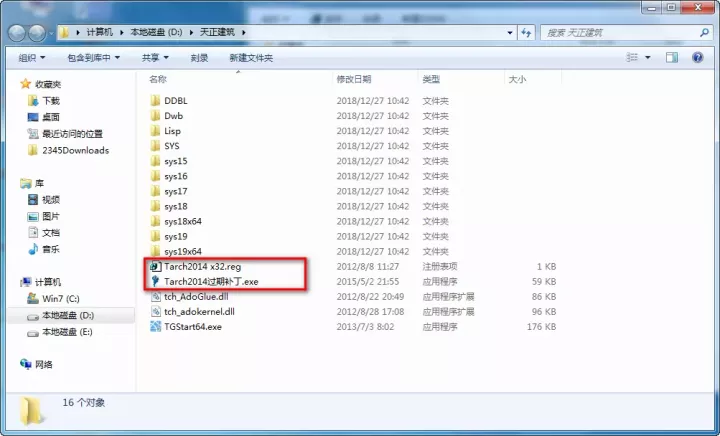 计算机 ▸ 本地磁盘 (D:) ▸ 天正建筑 ▸
搜索 天正建筑
组织 包含到库中 共享 刻录 新建文件夹
名称 修改日期 类型 大小
收藏夹
下载
桌面
最近访问的位置
2345Downloads
库
视频
图片
文档
音乐
计算机
Win7 (C:)
本地磁盘 (D:)
本地磁盘 (E:)
网络
DDBL 2018/12/27 10:42 文件夹
Dwb 2018/12/27 10:42 文件夹
Lisp 2018/12/27 10:42 文件夹
SYS 2018/12/27 10:42 文件夹
sys15 2018/12/27 10:42 文件夹
sys16 2018/12/27 10:42 文件夹
sys17 2018/12/27 10:42 文件夹
sys18 2018/12/27 10:42 文件夹
sys18x64 2018/12/27 10:42 文件夹
sys19 2018/12/27 10:42 文件夹
sys19x64 2018/12/27 10:42 文件夹
Tarch2014 x32.reg 2012/8/8 11:27 注册表项 1 KB
Tarch2014过期补丁.exe 2015/5/2 21:55 应用程序 59 KB
tch_AdoGlue.dll 2012/8/22 20:49 应用程序扩展 86 KB
tch_adokernel.dll 2012/8/28 17:08 应用程序扩展 96 KB
TGStart64.exe 2013/7/3 8:02 应用程序 176 KB
16 个对象